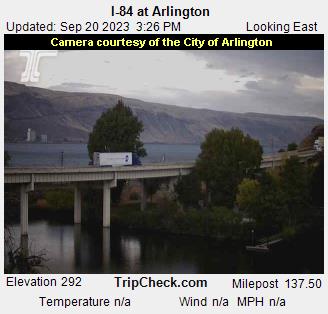 I-84 at Arlington
Updated: Sep 20 2023 3:26 PM Looking East
Camera courtesy of the City of Arlington
Elevation 292 TripCheck.com Milepost 137.50
Temperature n/a Wind n/a MPH n/a